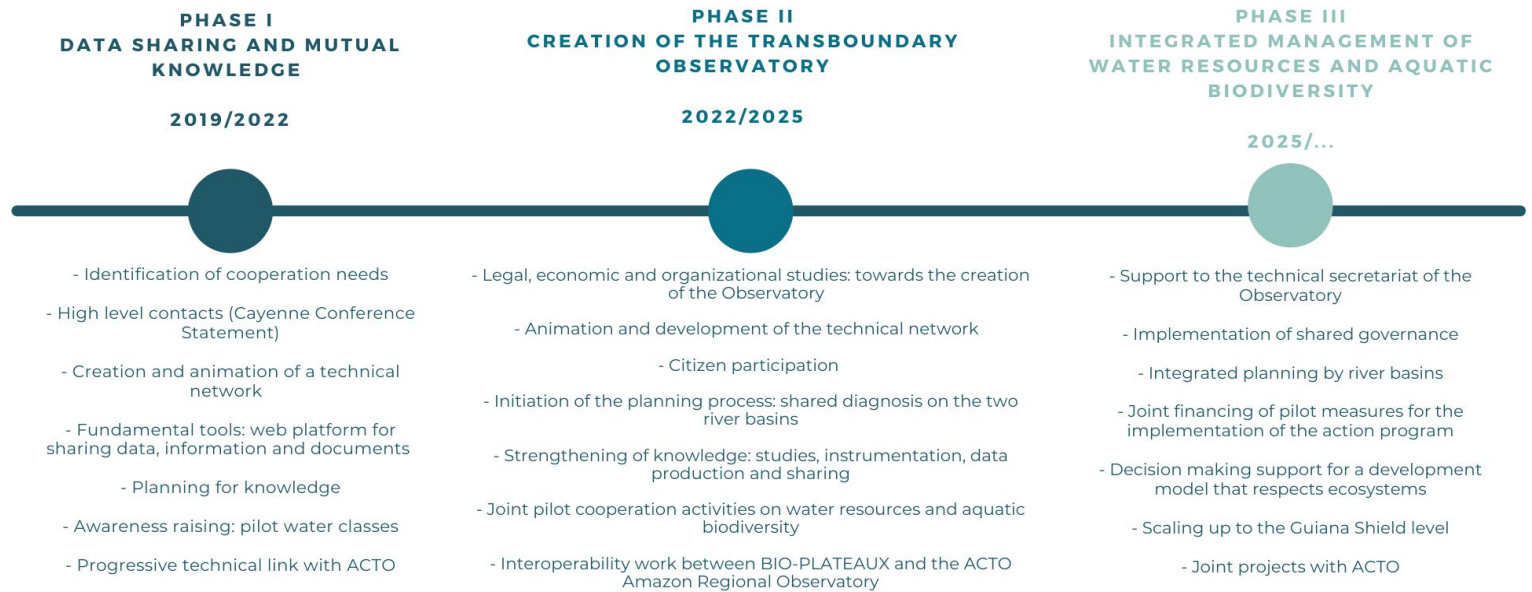 PHASE I
DATA SHARING AND MUTUAL
KNOWLEDGE
2019/2022
- Identification of cooperation needs
- High level contacts (Cayenne Conference
Statement)
- Creation and animation of a technical
network
- Fundamental tools: web platform for
sharing data, information and documents
- Planning for knowledge
- Awareness raising: pilot water classes
- Progressive technical link with ACTO
PHASE II
CREATION OF THE TRANSBOUNDARY
OBSERVATORY
2022/2025
- Legal, economic and organizational studies: towards the creation
of the Observatory
- Animation and development of the technical network
- Citizen participation
- Initiation of the planning process: shared diagnosis on the two
river basins
- Strengthening of knowledge: studies, instrumentation, data
production and sharing
- Joint pilot cooperation activities on water resources and aquatic
biodiversity
- Interoperability work between BIO-PLATEAUX and the ACTO
Amazon Regional Observatory
PHASE III
INTEGRATED MANAGEMENT OF
WATER RESOURCES AND AQUATIC
BIODIVERSITY
2025/...
- Support to the technical secretariat of the
Observatory
- Implementation of shared governance
- Integrated planning by river basins
- Joint financing of pilot measures for the
implementation of the action program
- Decision making support for a development
model that respects ecosystems
- Scaling up to the Guiana Shield level
- Joint projects with ACTO